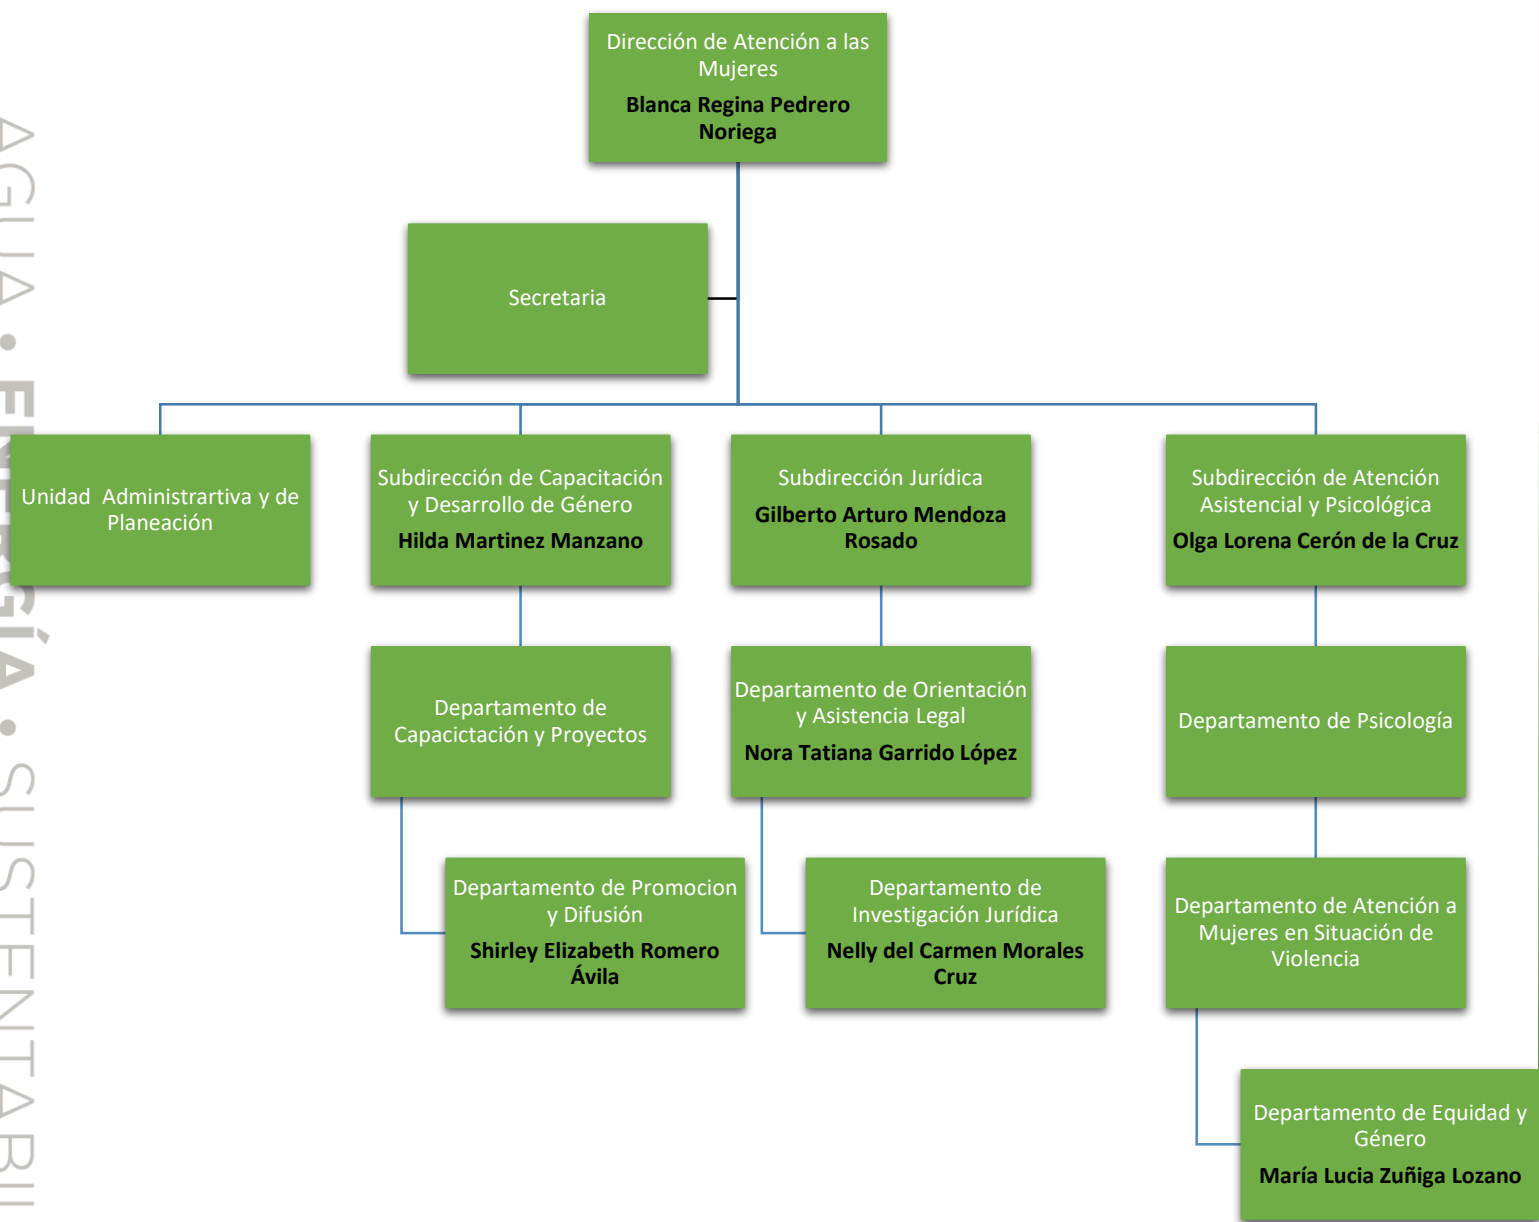 Dirección de Atención a las
Mujeres
Blanca Regina Pedrero
Noriega
Secretaria
Unidad  Administrartiva y de
Planeación
Subdirección de Capacitación
y Desarrollo de Género
Hilda Martinez Manzano
Subdirección Jurídica
Gilberto Arturo Mendoza
Rosado
Subdirección de Atención
Asistencial y Psicológica
Olga Lorena Cerón de la Cruz
Departamento de
Capacictación y Proyectos
Departamento de Orientación
y Asistencia Legal
Nora Tatiana Garrido López
Departamento de Psicología
Departamento de Promocion
y Difusión
Shirley Elizabeth Romero
Ávila
Departamento de
Investigación Jurídica
Nelly del Carmen Morales
Cruz
Departamento de Atención a
Mujeres en Situación de
Violencia
Departamento de Equidad y
Género
María Lucia Zuñiga Lozano
AGUA • ENERGÍA • SUSTENTABIL